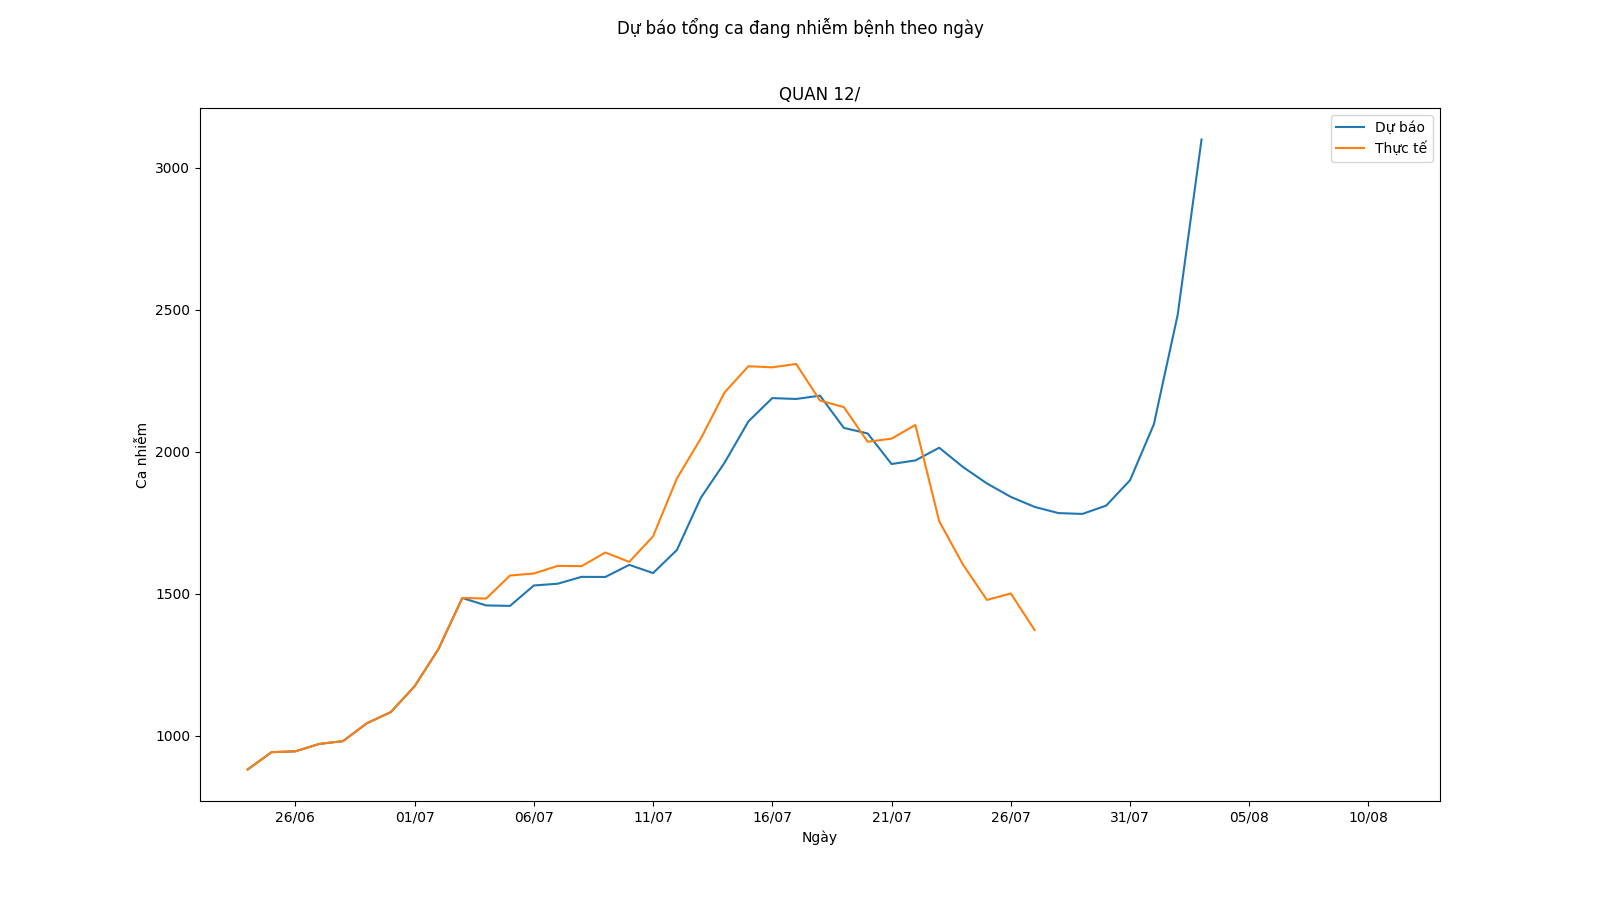 Dự báo tổng ca đang nhiễm bệnh theo ngày
QUAN 12/
Dự báo
Thực tế
3000
2500
2000
1500
1000
Ca nhiễm
26/06 01/07 06/07 11/07 16/07 21/07 26/07 31/07 05/08 10/08
Ngày